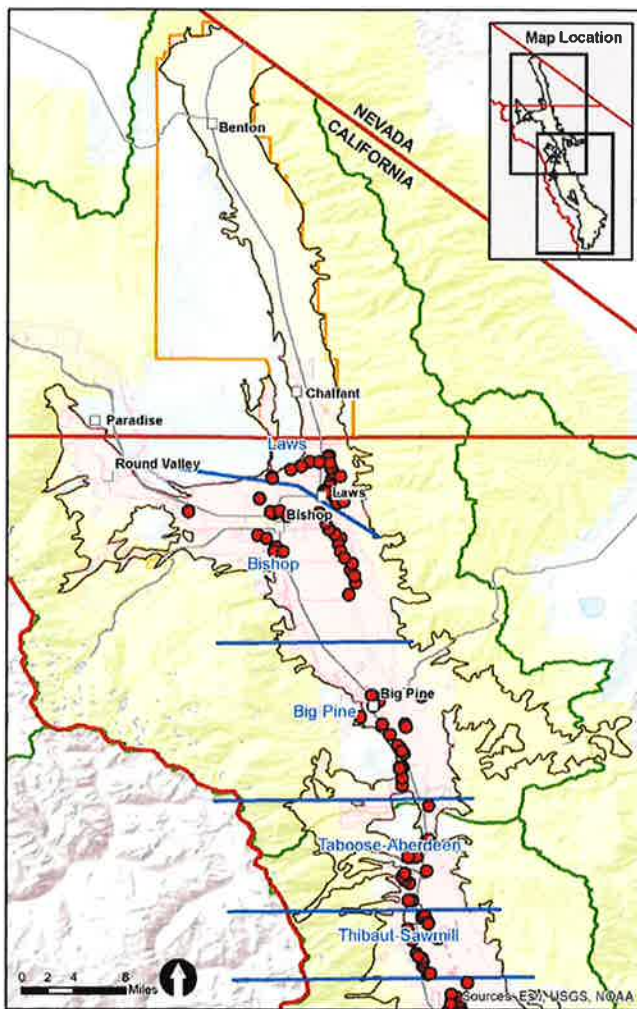 Map Location
NEVADA
CALIFORNIA
Benton
Chalfant
Paradise
Laws
Round Valley
Laws
Bishop
Bishop
Big Pine
Big Pine
Taboose-Aberdeen
Thibaut-Sawmill
0 2 4 8
Miles
Sources: Esri, USGS, NOAA